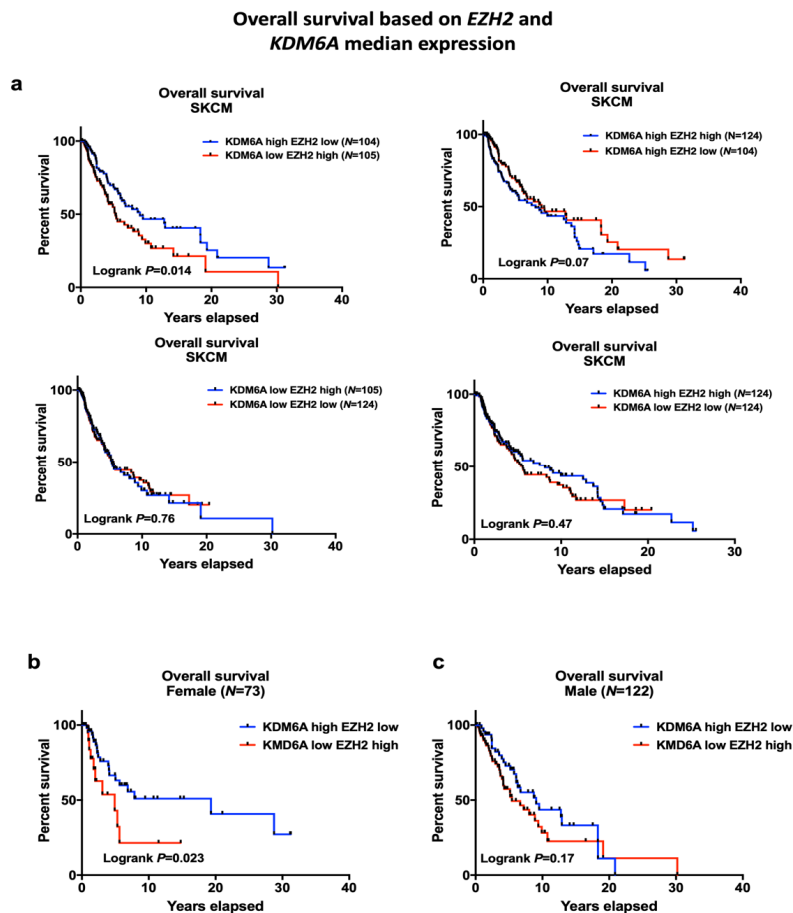 Overall survival based on EZH2 and
KDM6A median expression
a
Overall survival
SKCM
KDM6A high EZH2 low (N=104)
KDM6A low EZH2 high (N=105)
Percent survival
100
50
0
Logrank P=0.014
0 10 20 30 40
Years elapsed
Overall survival
SKCM
KDM6A high EZH2 high (N=124)
KDM6A high EZH2 low (N=104)
Percent survival
100
50
0
Logrank P=0.07
0 10 20 30 40
Years elapsed
Overall survival
SKCM
KDM6A low EZH2 high (N=105)
KDM6A low EZH2 low (N=124)
Percent survival
100
50
0
Logrank P=0.76
0 10 20 30 40
Years elapsed
Overall survival
SKCM
KDM6A high EZH2 high (N=124)
KDM6A low EZH2 low (N=124)
Percent survival
100
50
0
Logrank P=0.47
0 10 20 30
Years elapsed
b
Overall survival
Female (N=73)
KDM6A high EZH2 low
KMD6A low EZH2 high
Percent survival
100
50
0
Logrank P=0.023
0 10 20 30 40
Years elapsed
c
Overall survival
Male (N=122)
KDM6A high EZH2 low
KMD6A low EZH2 high
Percent survival
100
50
0
Logrank P=0.17
0 10 20 30 40
Years elapsed